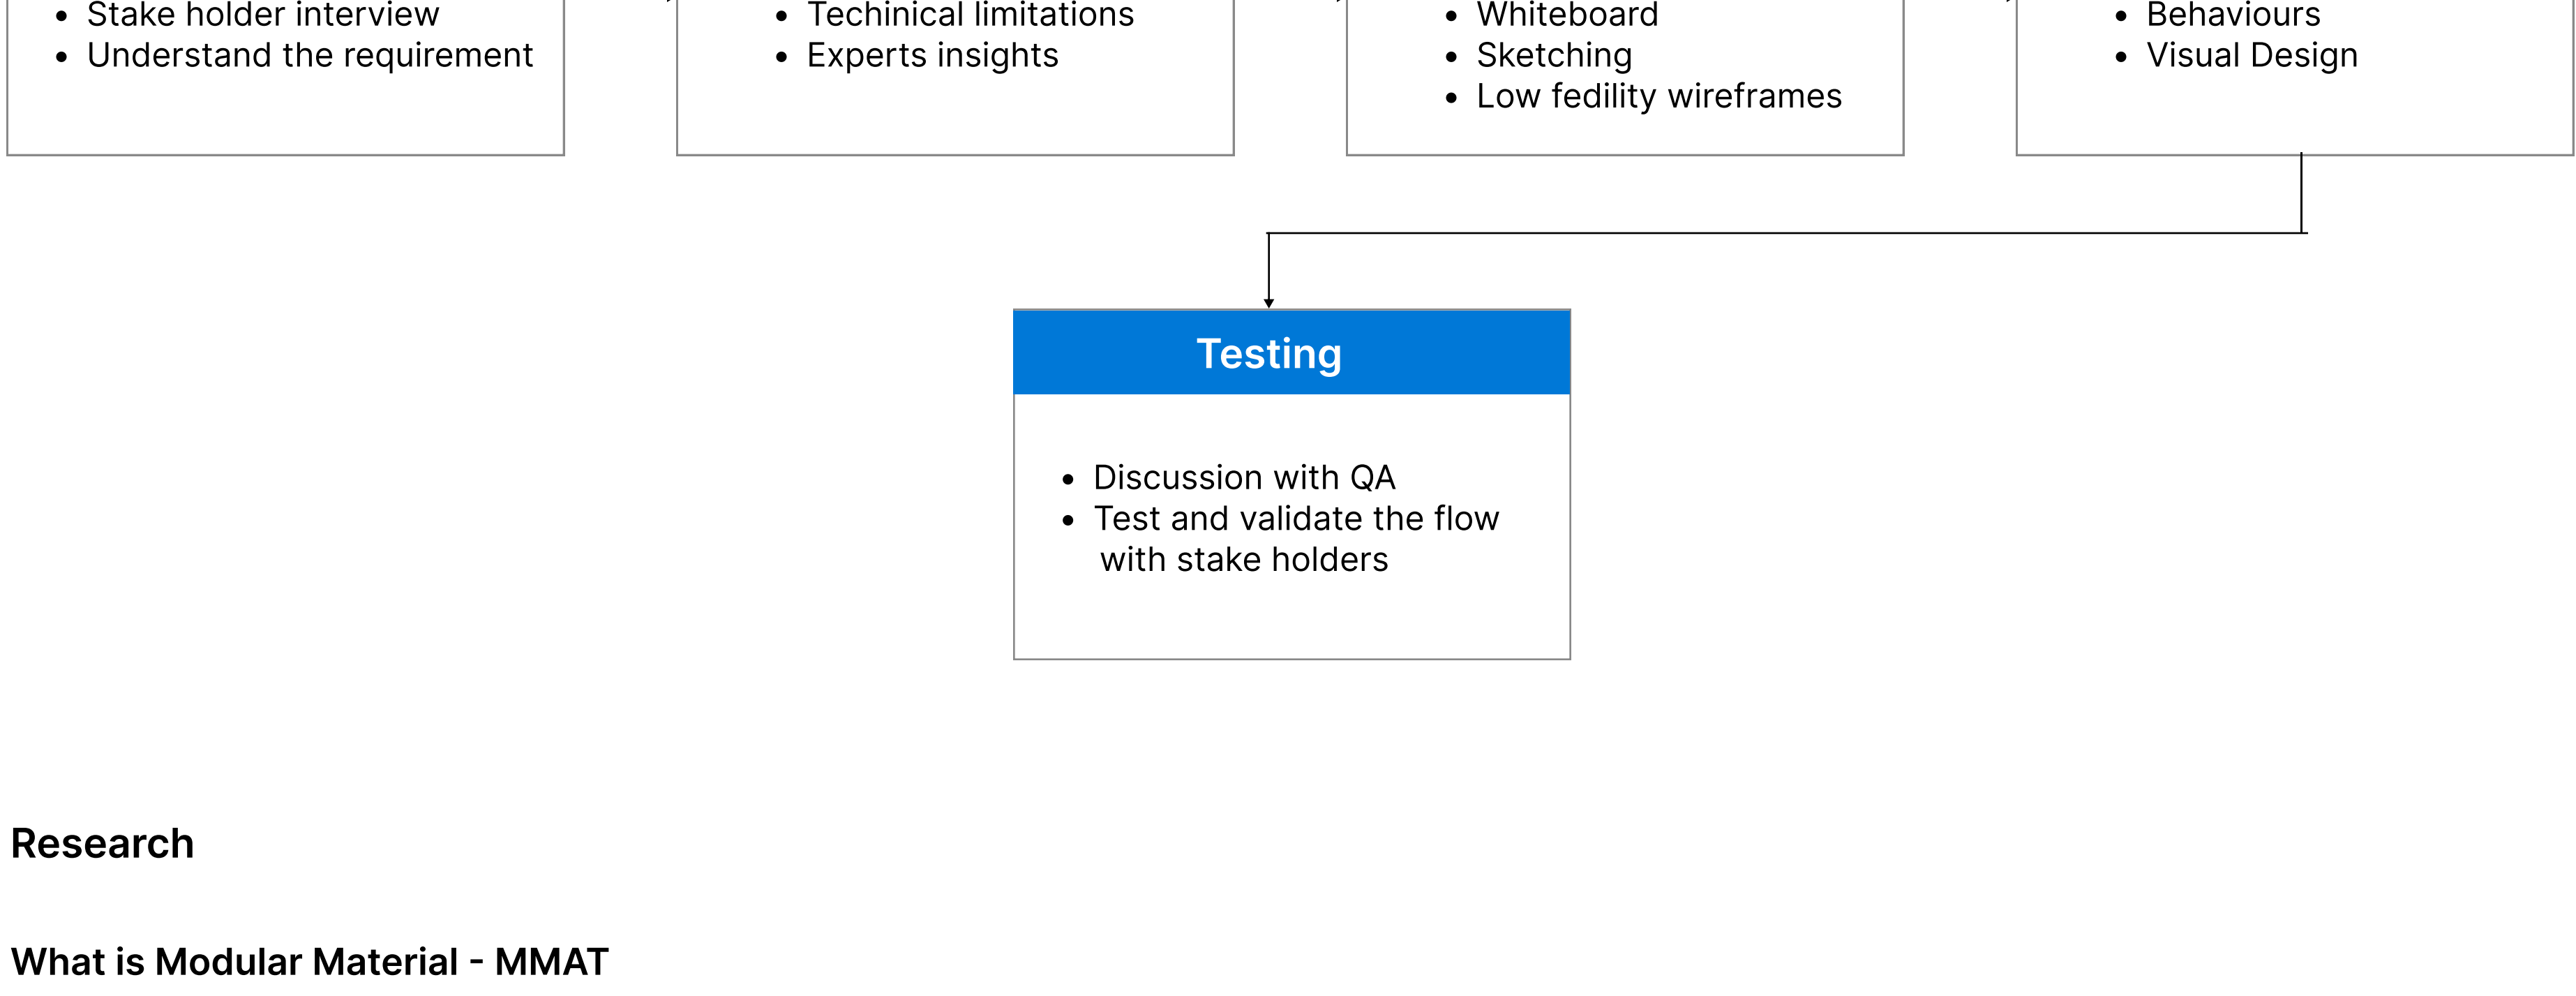 Stake holder interview
Understand the requirement
Techinical limitations
Experts insights
Whiteboard
Sketching
Low fedility wireframes
Behaviours
Visual Design
Testing
Discussion with QA
Test and validate the flow
with stake holders
Research
What is Modular Material - MMAT